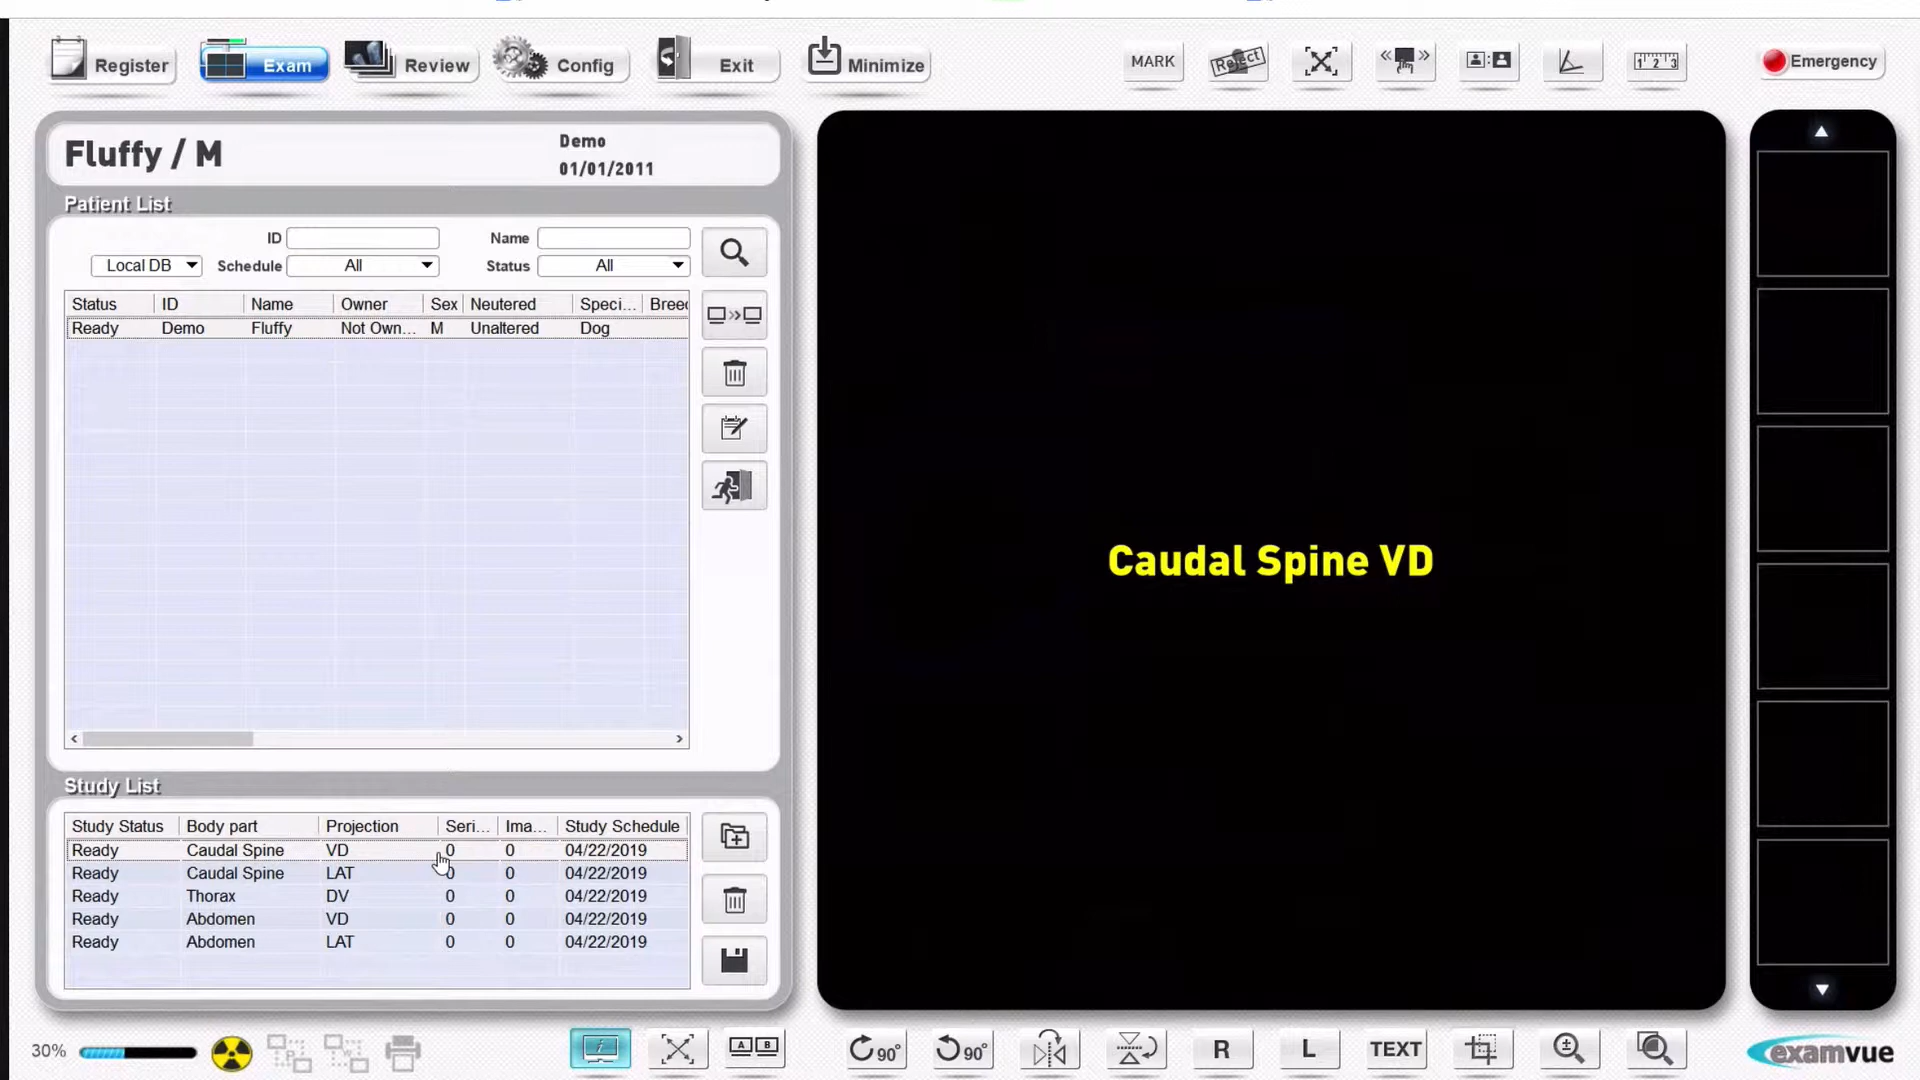 Register Exam Review Config Exit Minimize MARK Reject 1 2 3 Emergency
Fluffy / M
Demo
01/01/2011
Patient List
ID Name
Local DB Schedule All Status All
Status ID Name Owner Sex Neutered Speci... Breed
Ready Demo Fluffy Not Own... M Unaltered Dog
Caudal Spine VD
Study List
Study Status Body part Projection Seri... Ima... Study Schedule
Ready Caudal Spine VD 0 0 04/22/2019
Ready Caudal Spine LAT 0 0 04/22/2019
Ready Thorax DV 0 0 04/22/2019
Ready Abdomen VD 0 0 04/22/2019
Ready Abdomen LAT 0 0 04/22/2019
30% i A B 90° 90° R L TEXT examvue